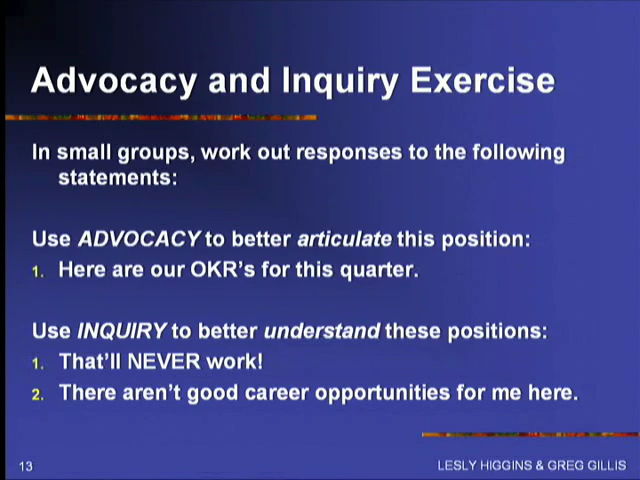 Advocacy and Inquiry Exercise
In small groups, work out responses to the following
statements:
Use ADVOCACY to better articulate this position:
1. Here are our OKR's for this quarter.
Use INQUIRY to better understand these positions:
1. That'll NEVER work!
2. There aren't good career opportunities for me here.
13
LESLY HIGGINS & GREG GILLIS